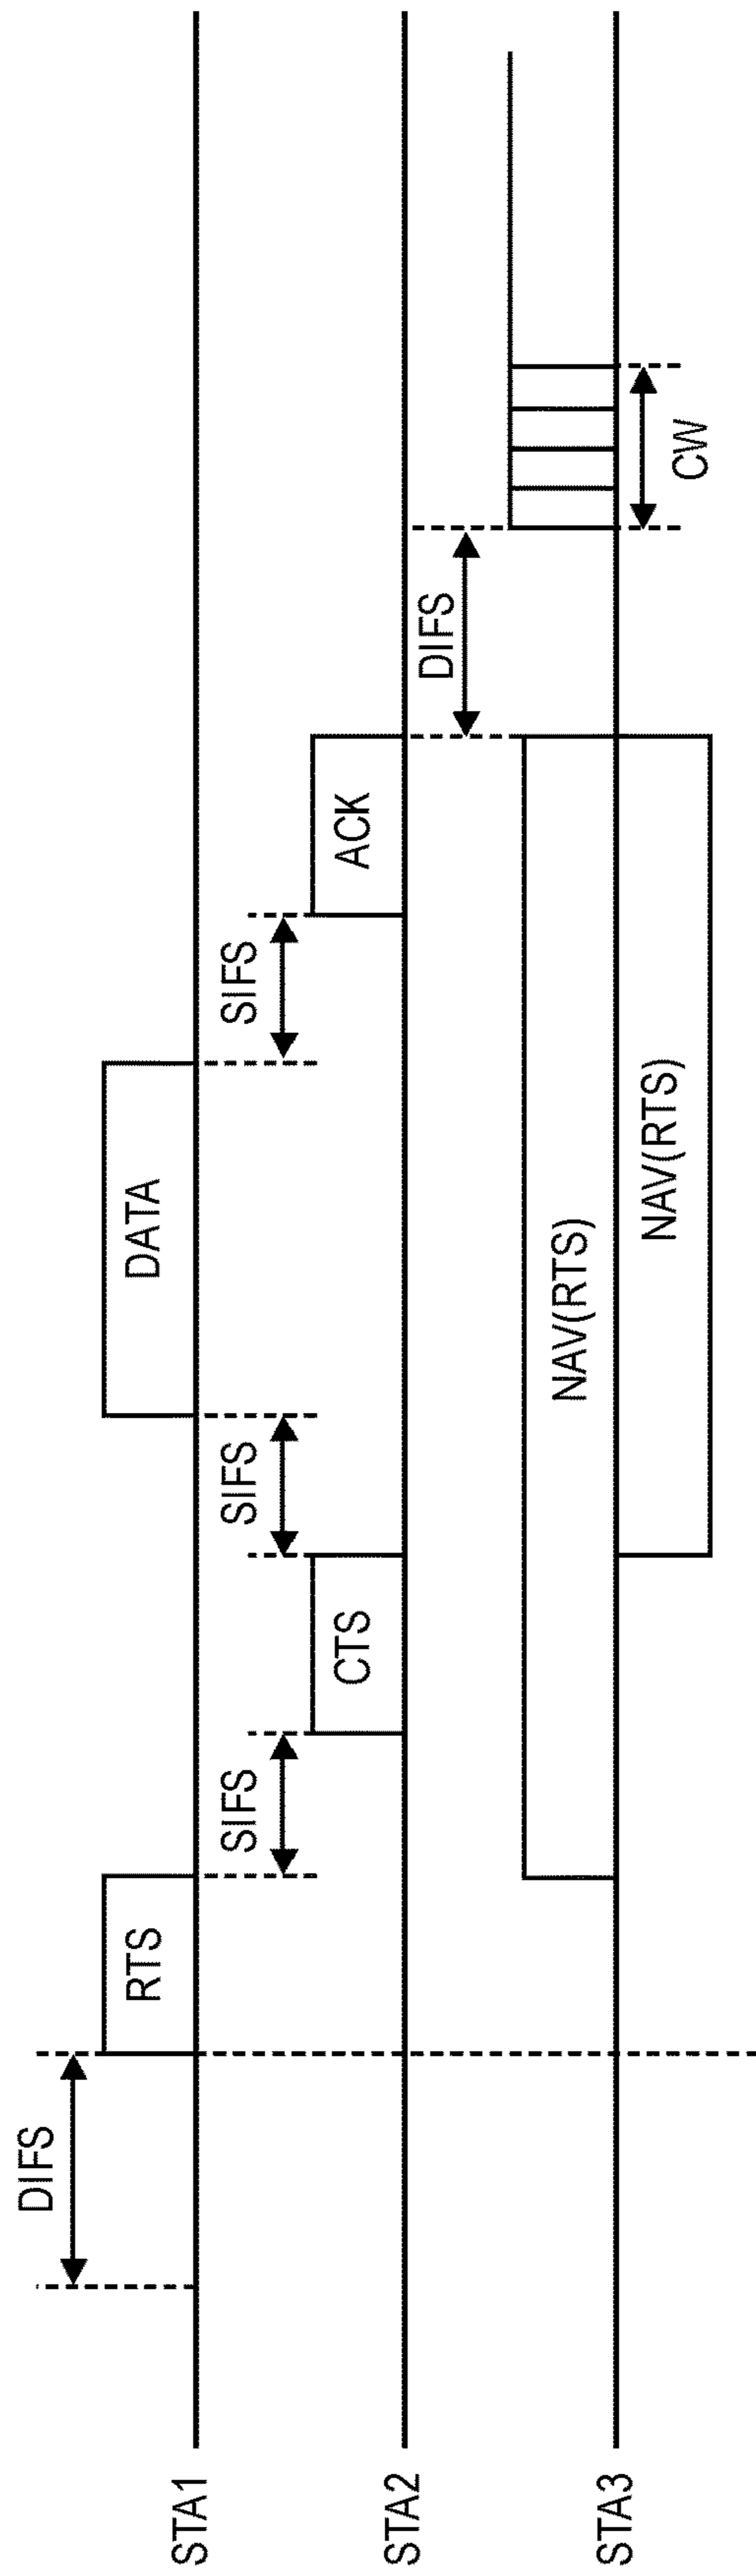 DIFS
STA1
RTS
DATA
SIFS
SIFS
SIFS
STA2
CTS
ACK
DIFS
STA3
NAV(RTS)
NAV(RTS)
CW